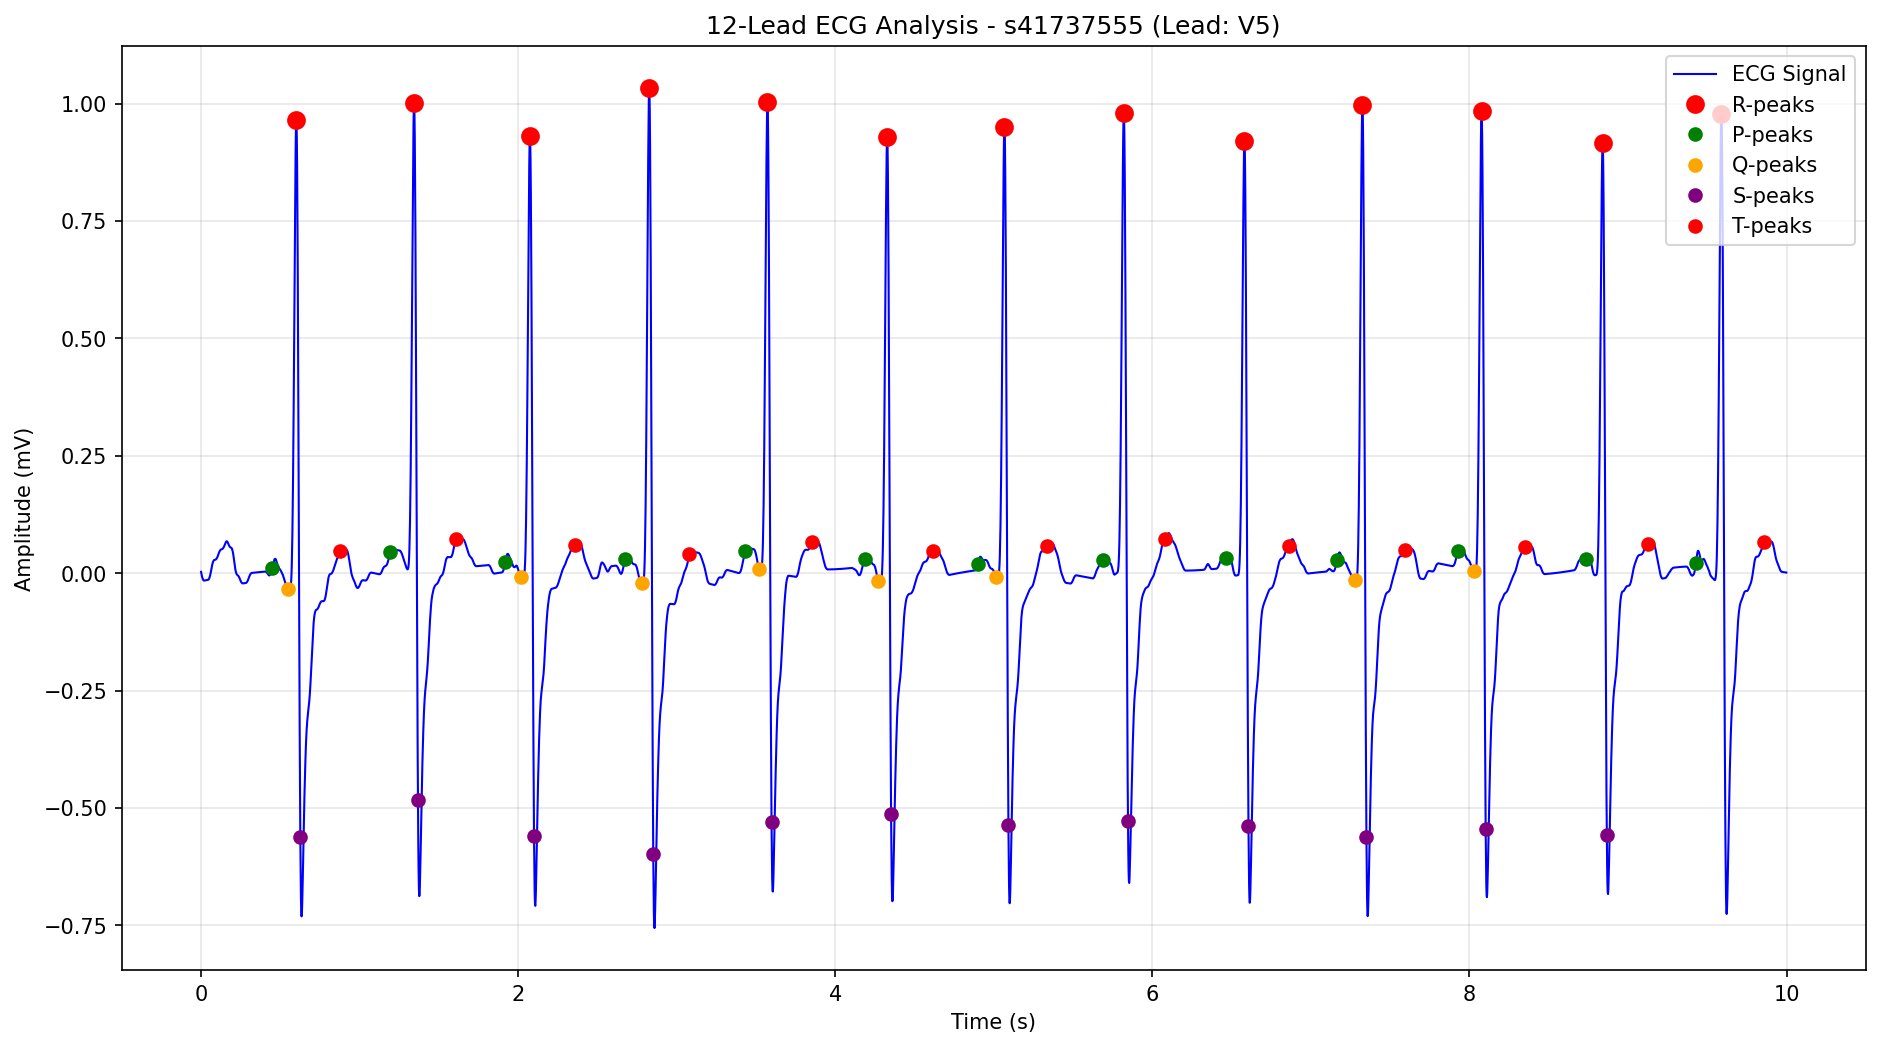 12-Lead ECG Analysis - s41737555 (Lead: V5)
ECG Signal
R-peaks
P-peaks
Q-peaks
S-peaks
T-peaks
1.00
0.75
0.50
0.25
0.00
−0.25
−0.50
−0.75
Amplitude (mV)
0 2 4 6 8 10
Time (s)